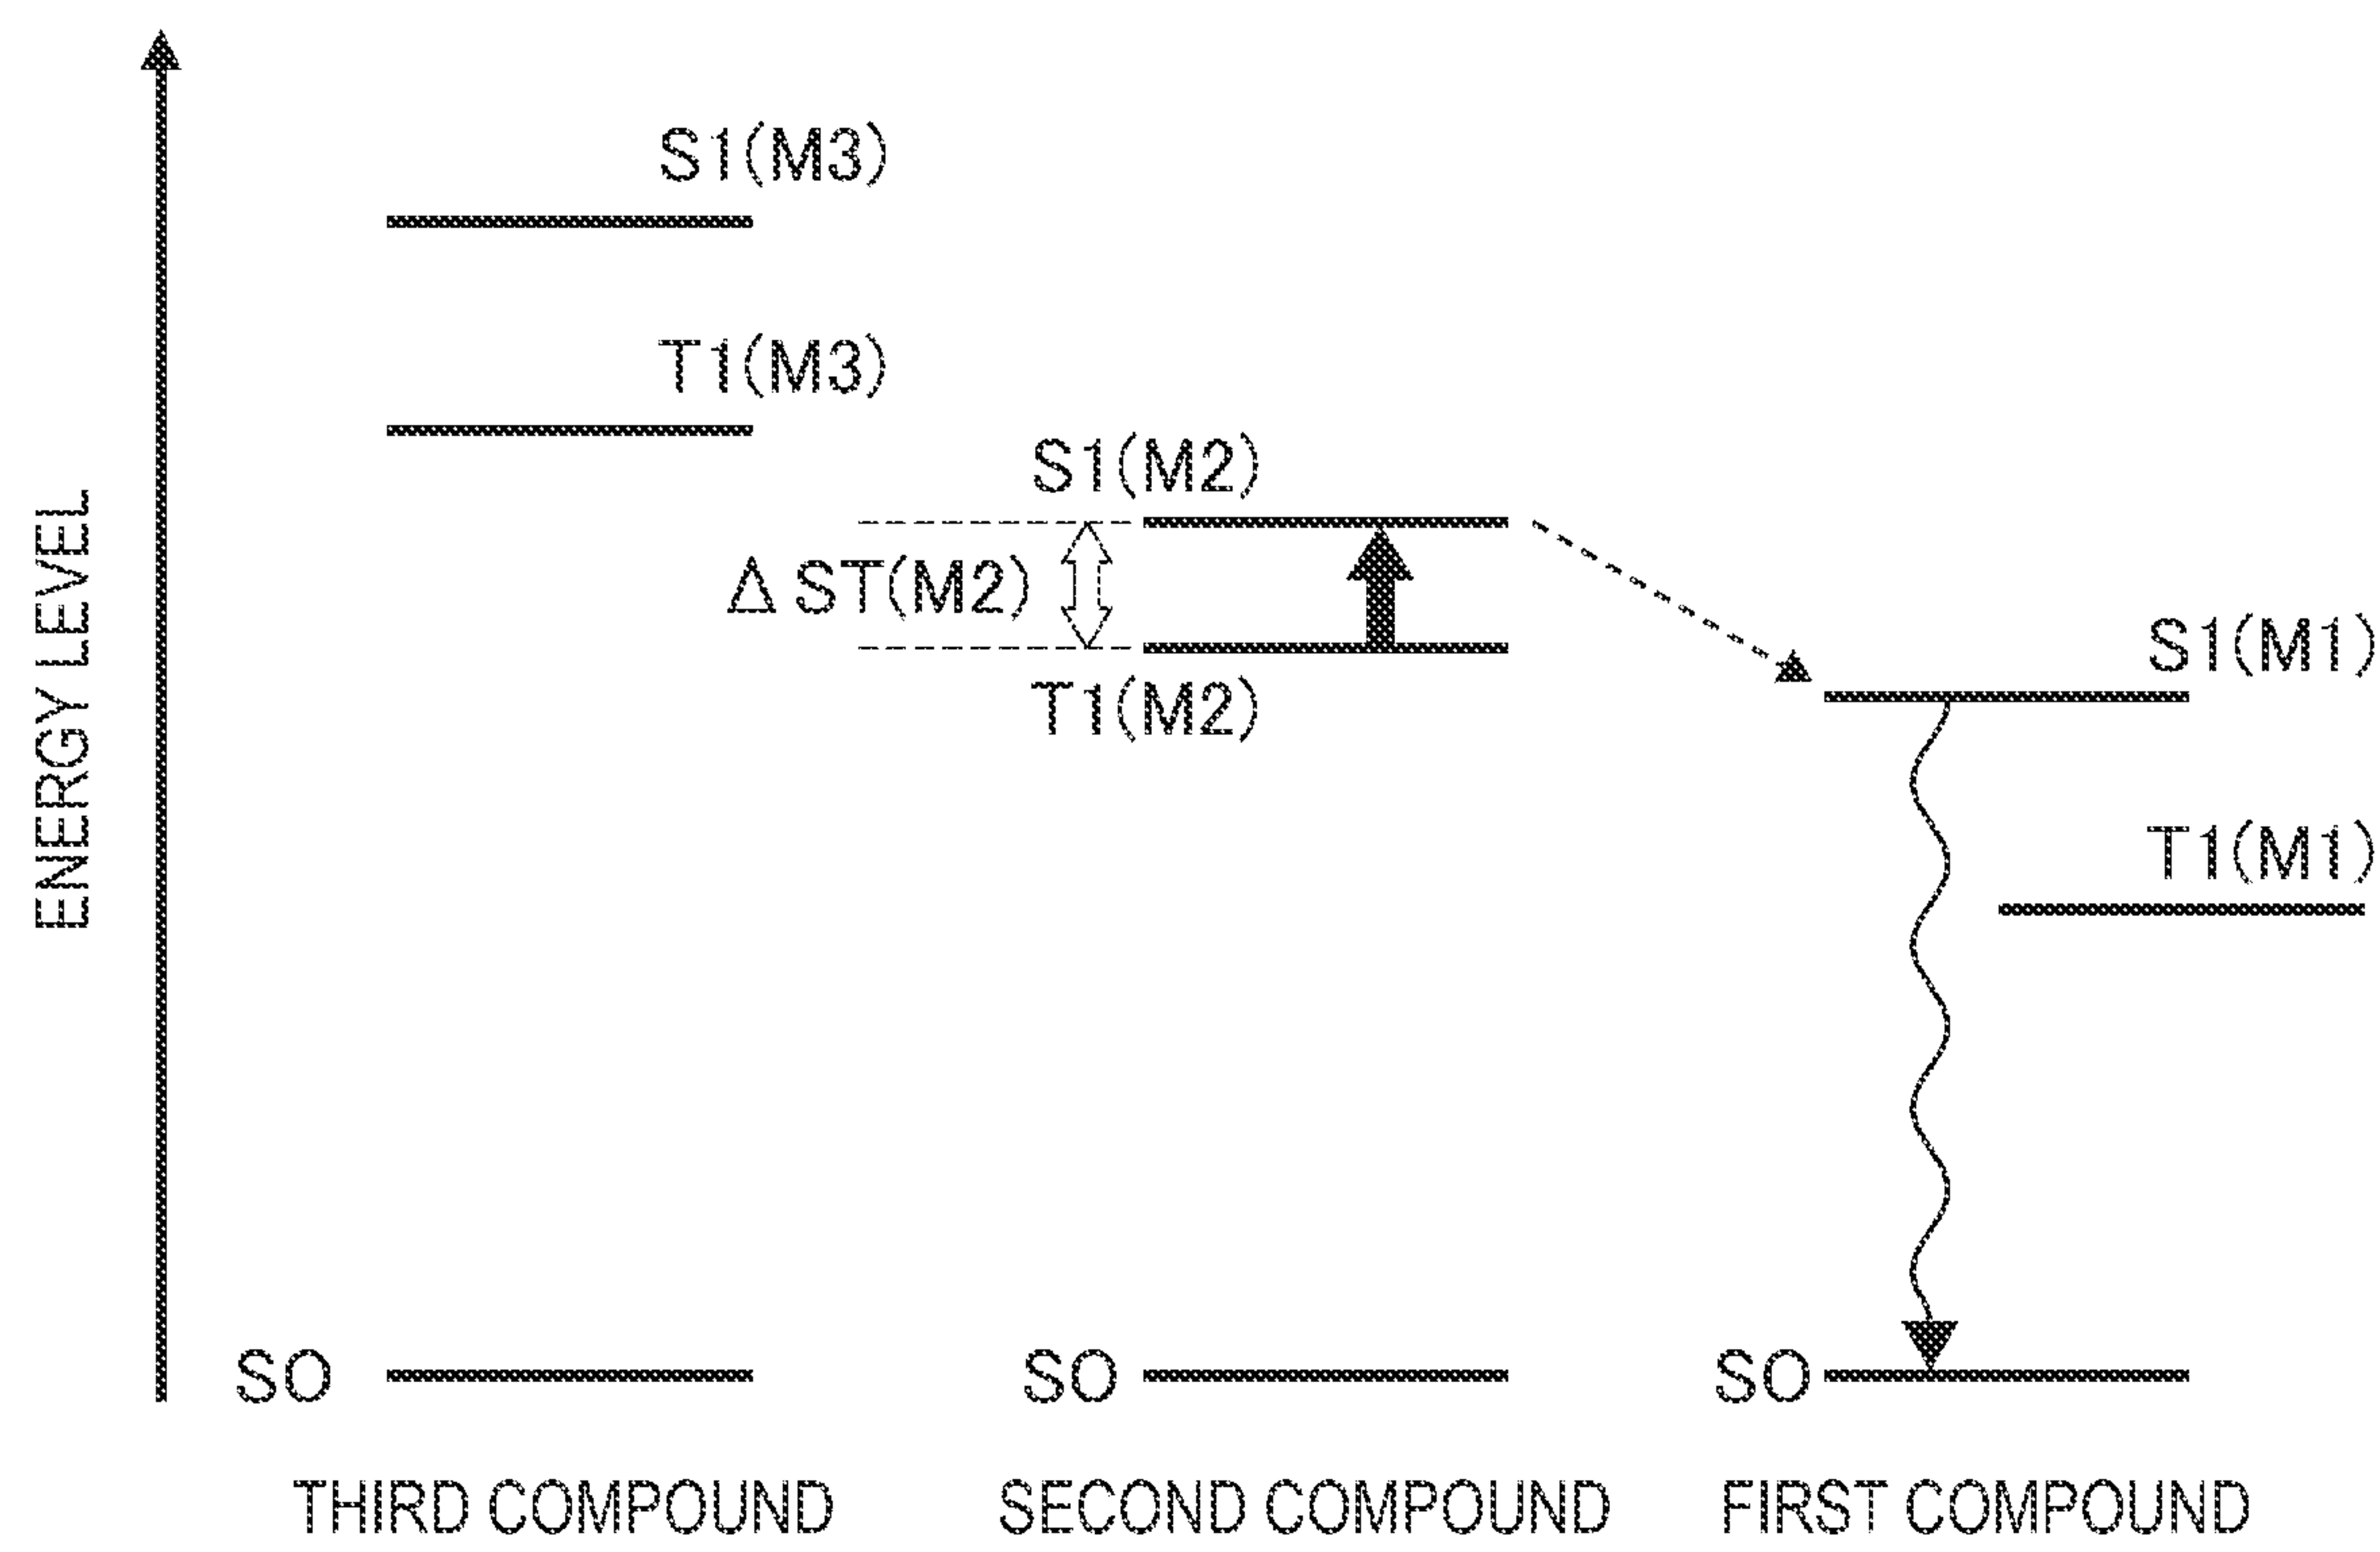 S1(M3)
T1(M3)
S1(M2)
Δ ST(M2)
T1(M2)
S1(M1)
T1(M1)
ENERGY LEVEL
SO
SO
SO
THIRD COMPOUND
SECOND COMPOUND
FIRST COMPOUND